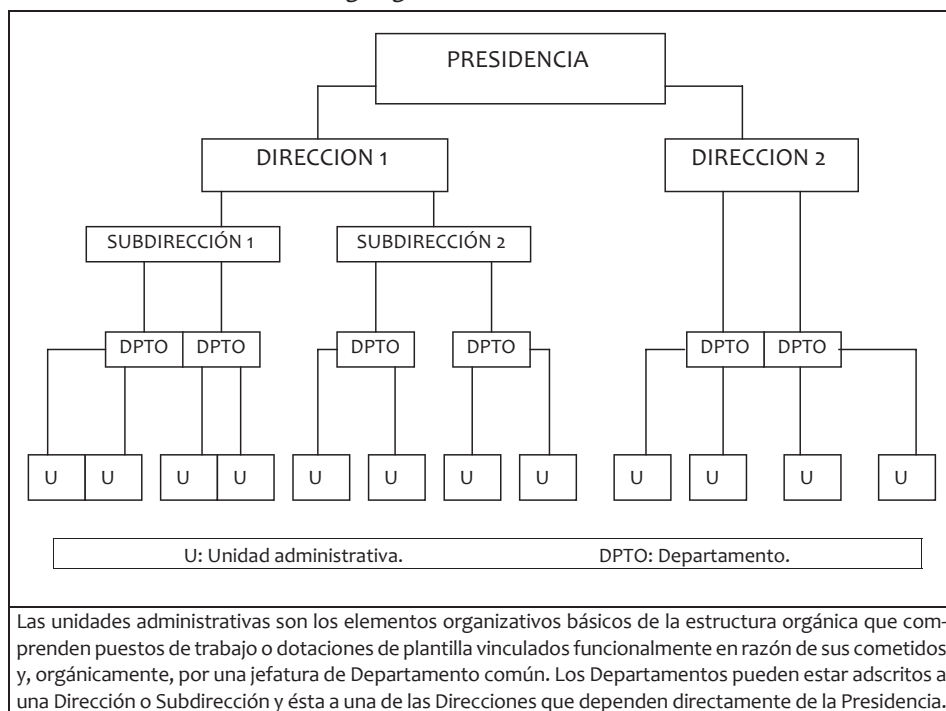 PRESIDENCIA
DIRECCION 1 DIRECCION 2
SUBDIRECCIÓN 1 SUBDIRECCIÓN 2
DPTO DPTO DPTO DPTO DPTO DPTO
U U U U U U U U U U U U
U: Unidad administrativa. DPTO: Departamento.
Las unidades administrativas son los elementos organizativos básicos de la estructura orgánica que com-
prenden puestos de trabajo o dotaciones de plantilla vinculados funcionalmente en razón de sus cometidos
y, orgánicamente, por una jefatura de Departamento común. Los Departamentos pueden estar adscritos a
una Dirección o Subdirección y ésta a una de las Direcciones que dependen directamente de la Presidencia.